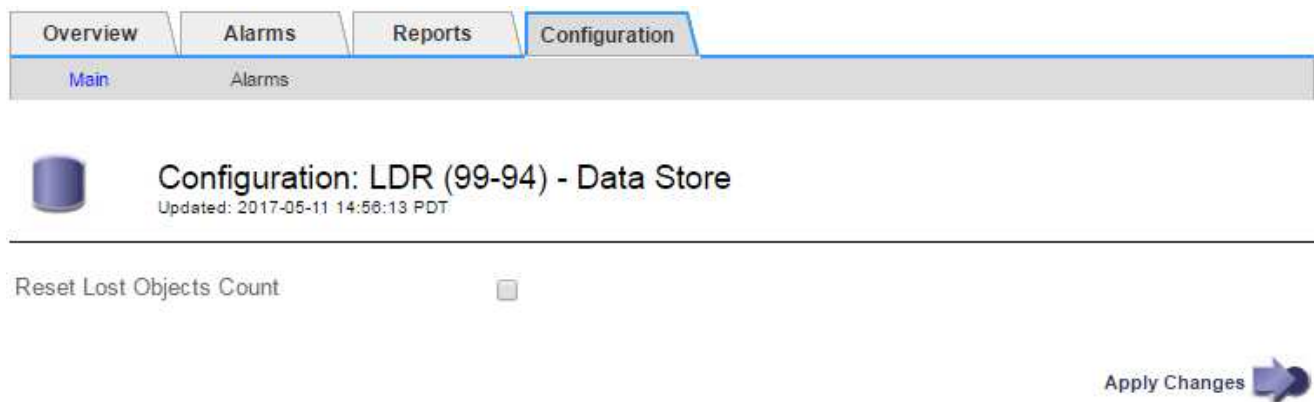 Overview Alarms Reports Configuration
Main Alarms
Configuration: LDR (99-94) - Data Store
Updated: 2017-05-11 14:56:13 PDT
Reset Lost Objects Count
Apply Changes